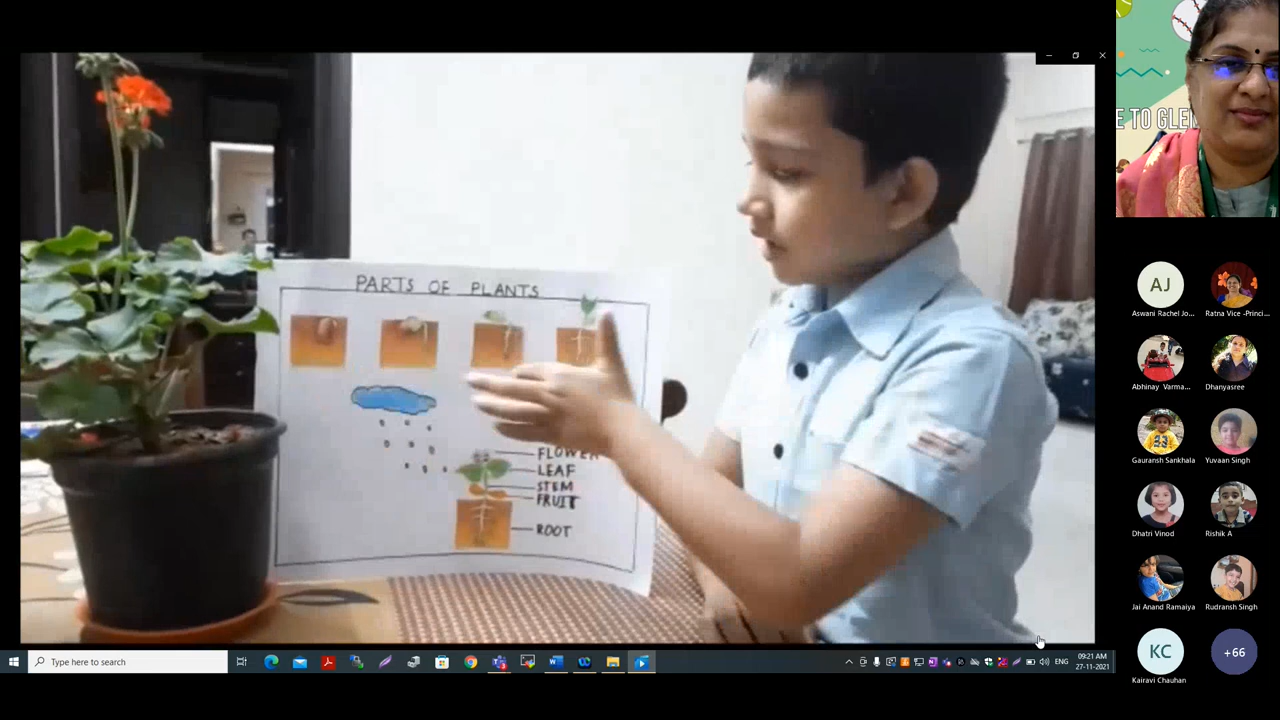 PARTS OF PLANTS
FLOWER
LEAF
STEM
FRUIT
ROOT
E TO GLEN
AJ
Aswani Rachel Jo...
Ratna Vice -Princi...
Abhinay Varma...
Dhanyasree
Gauransh Sankhala
Yuvaan Singh
Dhatri Vinod
Rishik A
Jai Anand Ramaiya
Rudransh Singh
KC
Kairavi Chauhan
+66
Type here to search
ENG
09:21 AM
27-11-2021